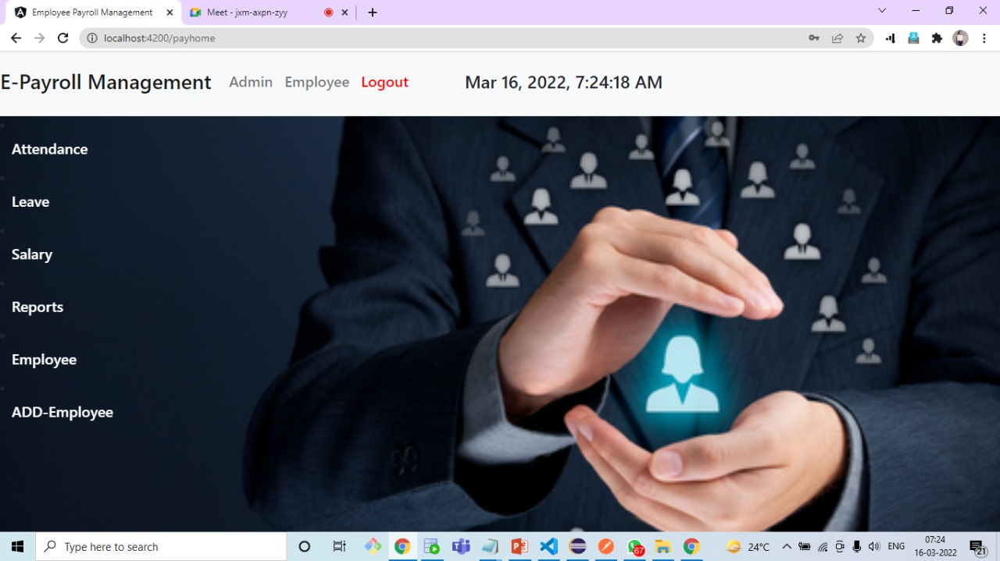 Employee Payroll Management
Meet - jxm-axpn-zyy
localhost:4200/payhome
E-Payroll Management Admin Employee Logout Mar 16, 2022, 7:24:18 AM
Attendance
Leave
Salary
Reports
Employee
ADD-Employee
Type here to search
67
24°C
ENG
07:24
16-03-2022
21